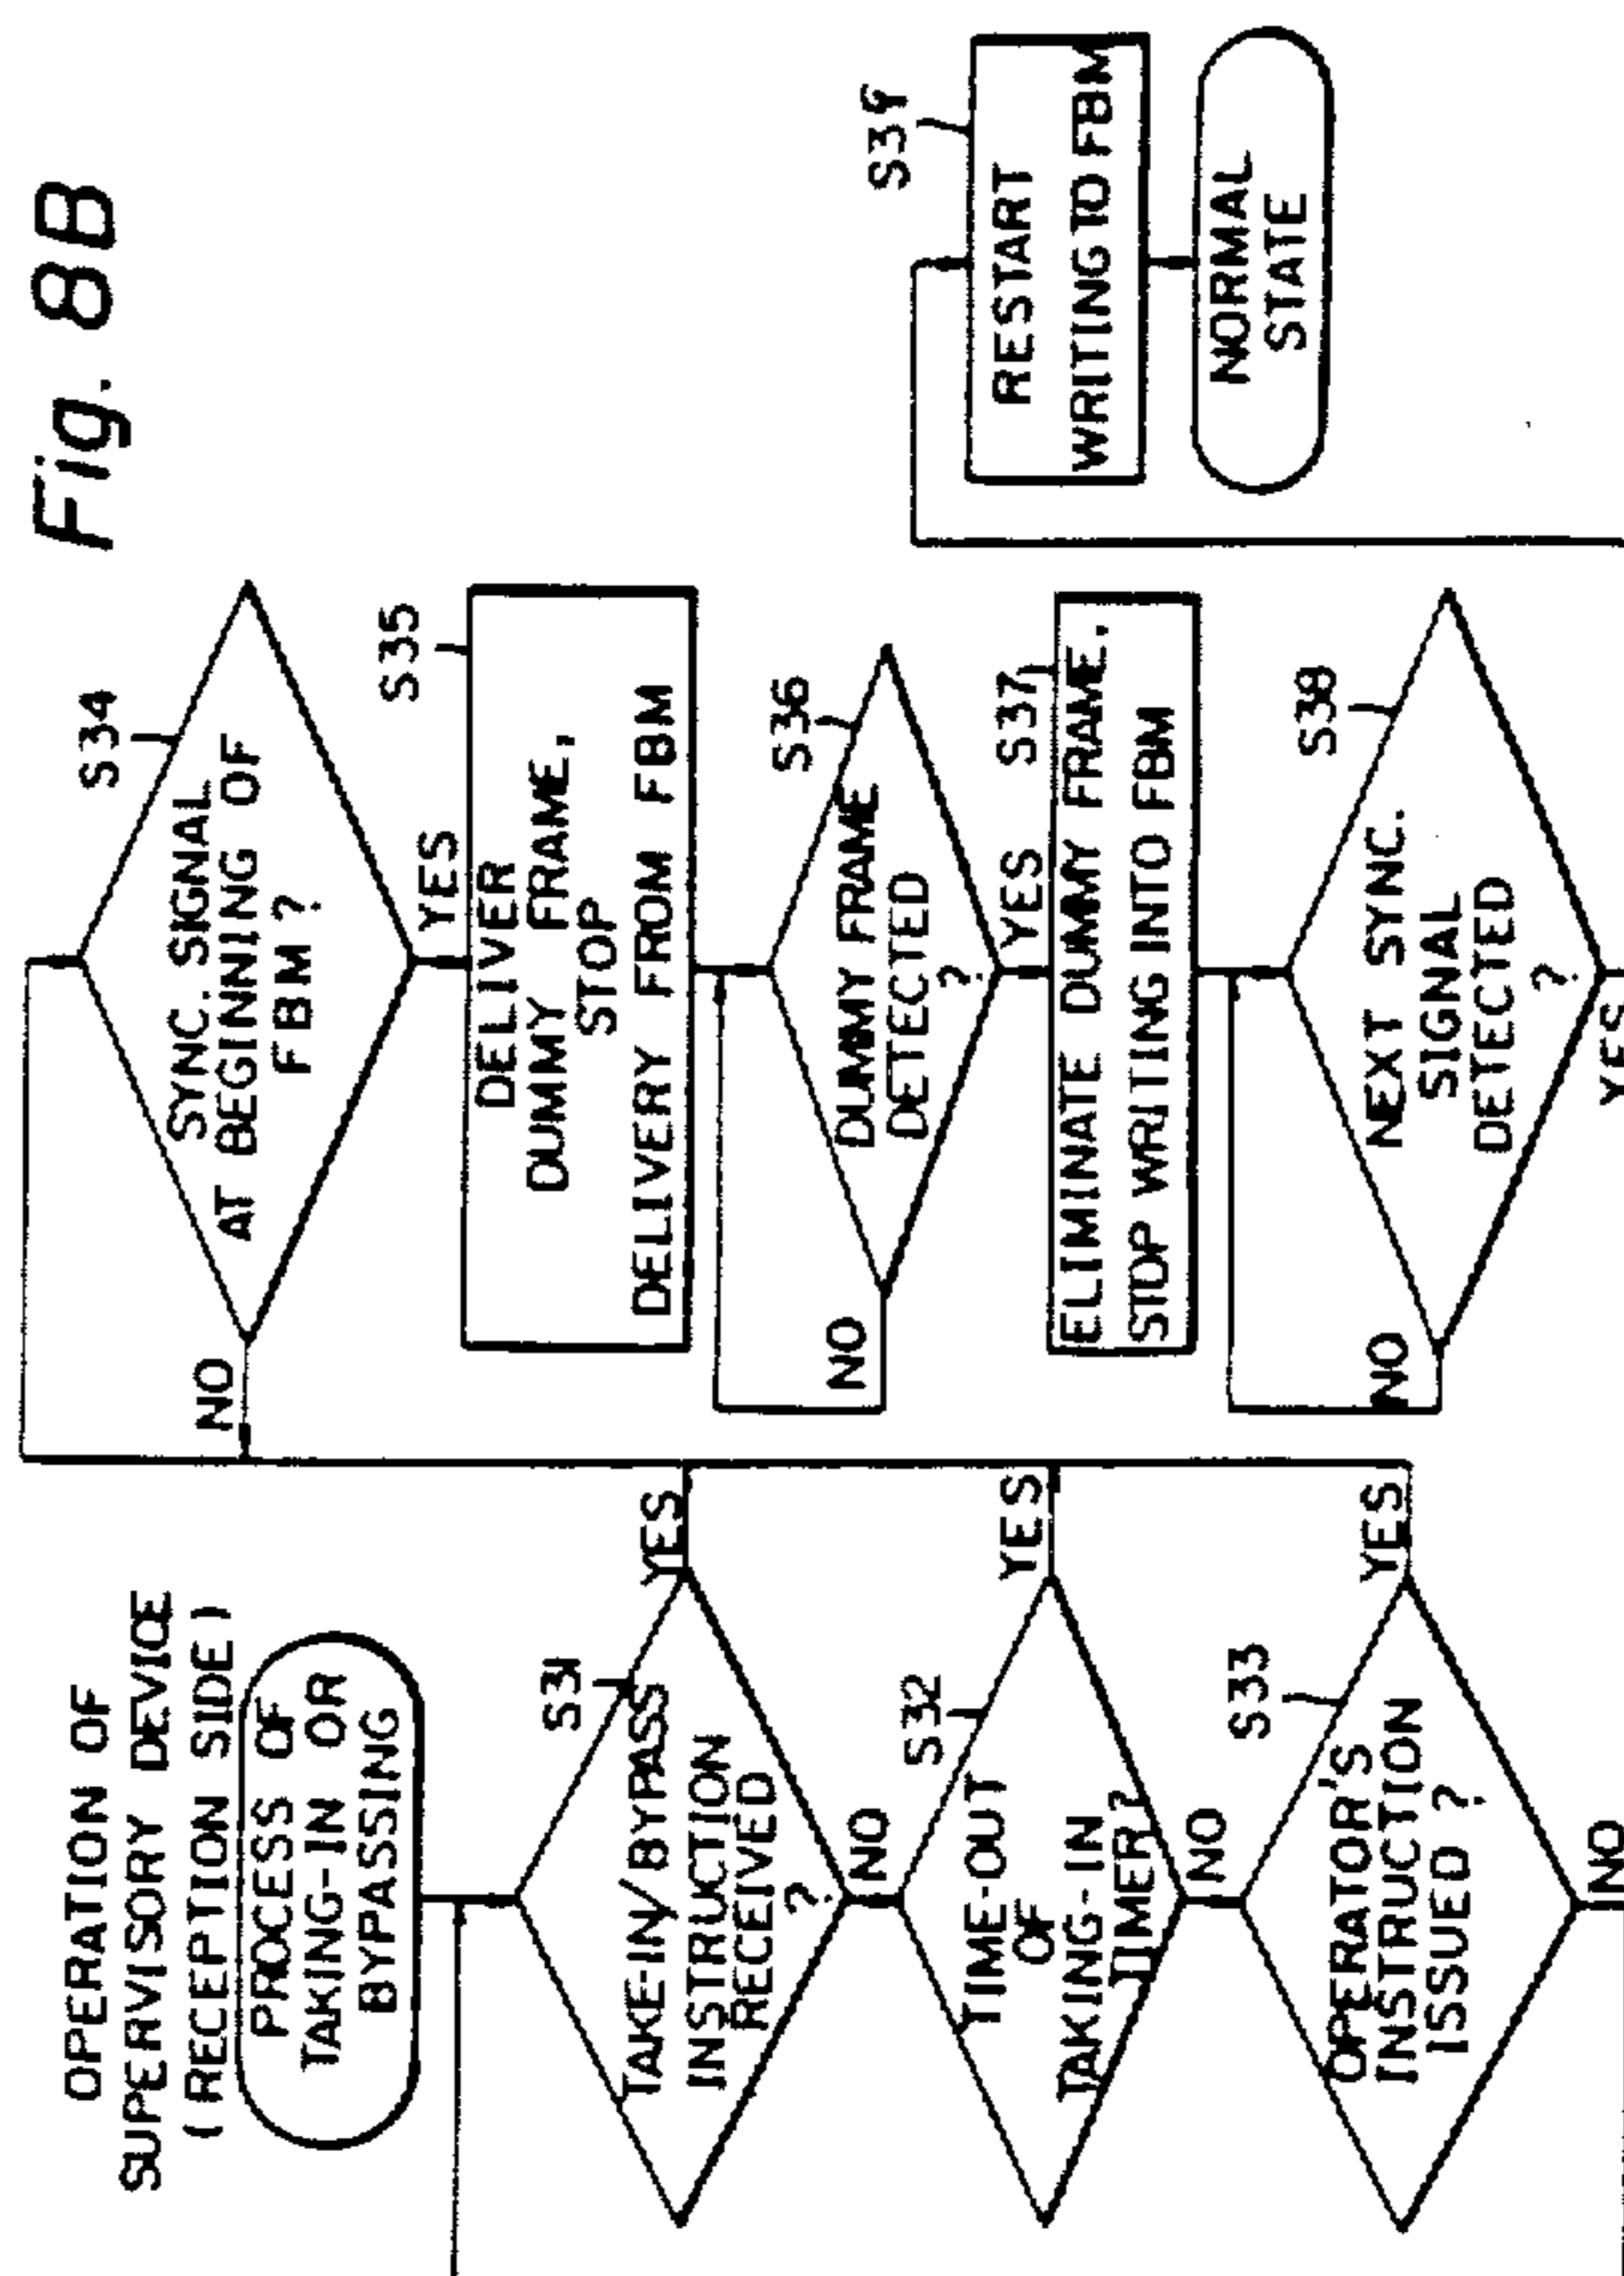 Fig. 8B
OPERATION OF
SUPERVISORY DEVICE
(RECEPTION SIDE)
PROCESS OF
TAKING-IN OR
BYPASSING
S31
TAKE-IN/BYPASS
INSTRUCTION
RECEIVED
?
YES
NO
S32
TIME-OUT
OF
TAKING-IN
TIMER?
YES
NO
S33
OPERATOR'S
INSTRUCTION
ISSUED ?
YES
NO
S34
SYNC. SIGNAL
AT BEGINNING OF
FBM ?
NO
YES
S35
DELIVER
DUMMY FRAME,
STOP
DELIVERY FROM FBM
S36
DUMMY FRAME
DETECTED
?
NO
YES
S37
ELIMINATE DUMMY FRAME.
STOP WRITING INTO FBM
S38
NEXT SYNC.
SIGNAL
DETECTED
?
NO
YES
S39
RESTART
WRITING TO FBM
NORMAL
STATE